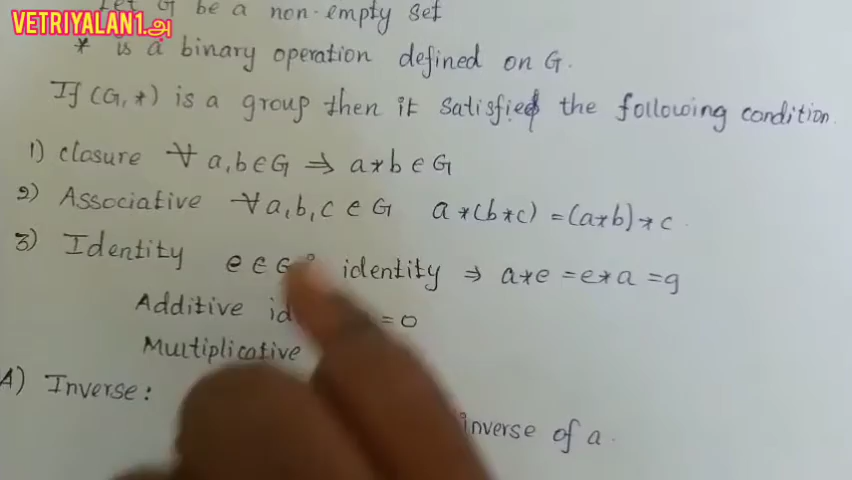 Let G be a non-empty set
VETRIYALAN1.அ
* is a binary operation defined on G.
If (G,*) is a group then it satisfied the following condition.
1) closure ∀ a,b∈G ⇒ a*b∈G
2) Associative ∀ a,b,c ∈ G a*(b*c) = (a*b)*c.
3) Identity e∈G identity ⇒ a*e = e*a = g
Additive = 0
Multiplicative
4) Inverse:
inverse of a.